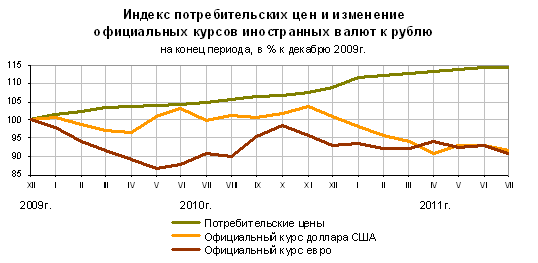 Индекс потребительских цен и изменение
официальных курсов иностранных валют к рублю
на конец периода, в % к декабрю 2009г.
115
110
105
100
95
90
85
XII I II III IV V VI VII VIII IX X XI XII I II III IV V VI VII
2009г. 2010г. 2011г.
Потребительские цены
Официальный курс доллара США
Официальный курс евро